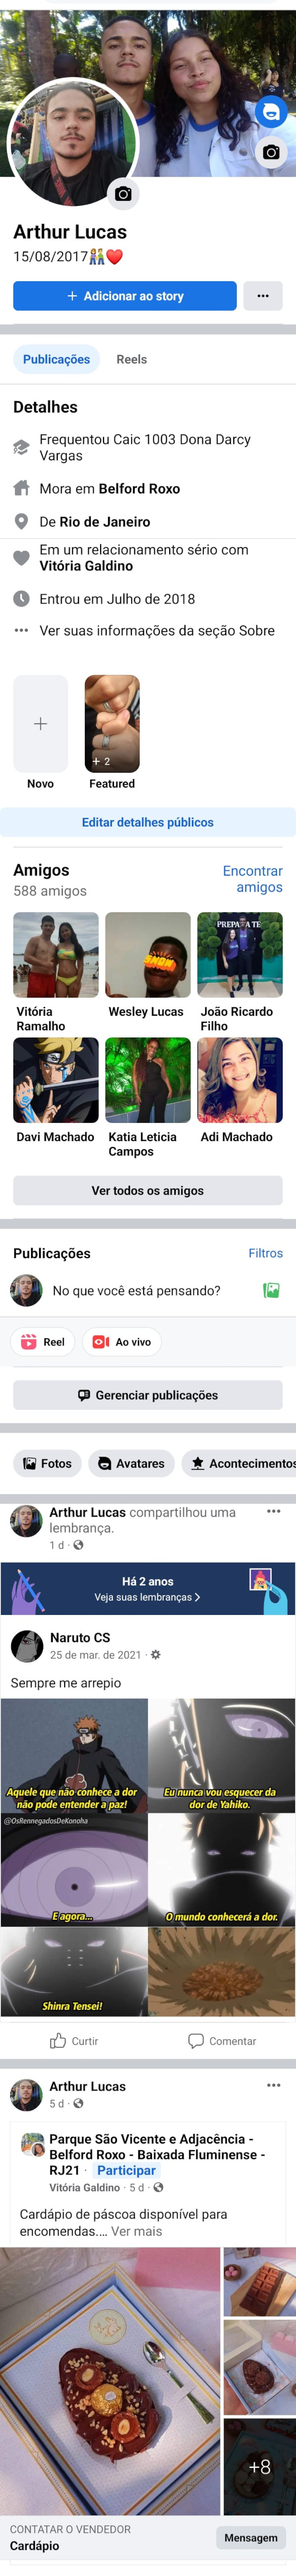 Arthur Lucas
15/08/2017👫❤️
+ Adicionar ao story
...
Publicações
Reels
Detalhes
Frequentou Caic 1003 Dona Darcy
Vargas
Mora em Belford Roxo
De Rio de Janeiro
Em um relacionamento sério com
Vitória Galdino
Entrou em Julho de 2018
Ver suas informações da seção Sobre
+ 2
Novo
Featured
Editar detalhes públicos
Amigos
Encontrar
amigos
588 amigos
PREPARA TE
Vitória
Ramalho
Wesley Lucas
João Ricardo
Filho
Davi Machado
Katia Leticia
Campos
Adi Machado
Ver todos os amigos
Publicações
Filtros
No que você está pensando?
Reel
Ao vivo
Gerenciar publicações
Fotos
Avatares
Acontecimentos
Arthur Lucas compartilhou uma
lembrança.
1 d ·
Há 2 anos
Veja suas lembranças >
Naruto CS
25 de mar. de 2021 ·
Sempre me arrepio
Aquele que não conhece a dor
não pode entender a paz!
Eu nunca vou esquecer da
dor de Yahiko.
@OsRennegadosDeKonoha
E agora...
O mundo conhecerá a dor.
Shinra Tensei!
Curtir
Comentar
Arthur Lucas
5 d ·
Parque São Vicente e Adjacência -
Belford Roxo - Baixada Fluminense -
RJ21 · Participar
Vitória Galdino · 5 d ·
Cardápio de páscoa disponível para
encomendas.... Ver mais
+8
CONTATAR O VENDEDOR
Cardápio
Mensagem